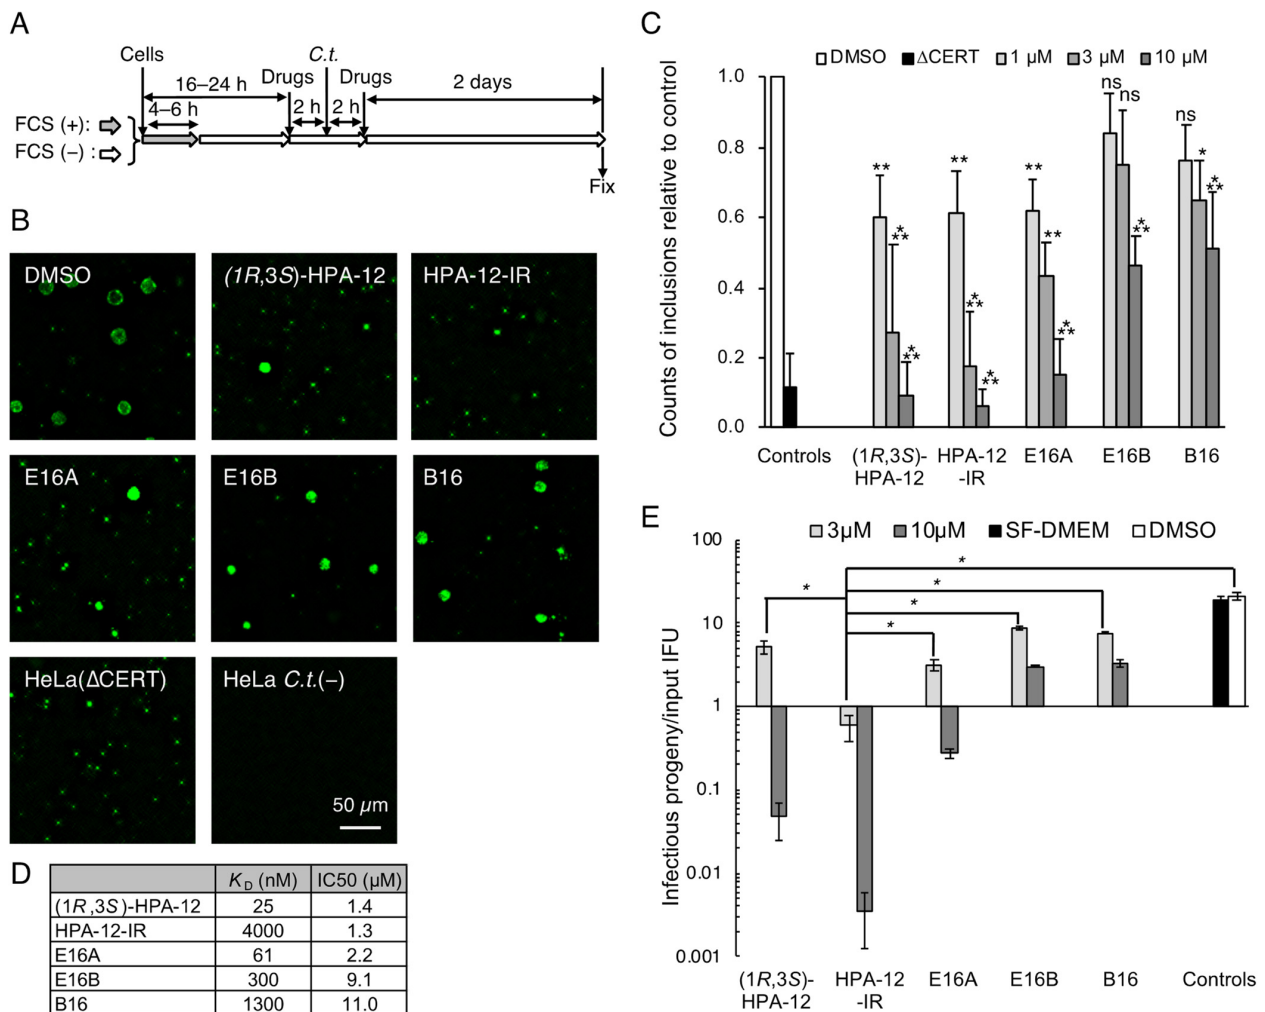 A
Cells
C.t.
16–24 h
Drugs
Drugs
2 days
4–6 h
2 h
2 h
FCS (+):
FCS (–) :
Fix
B
DMSO
(1R,3S)-HPA-12
HPA-12-IR
E16A
E16B
B16
HeLa(ΔCERT)
HeLa C.t.(–)
50 µm
C
DMSO
ΔCERT
1 µM
3 µM
10 µM
Counts of inclusions relative to control
1.0
0.8
0.6
0.4
0.2
0.0
**
***
***
**
***
***
**
**
***
ns
ns
***
ns
*
***
Controls
(1R,3S)-
HPA-12
HPA-12
-IR
E16A
E16B
B16
D
KD (nM) IC50 (µM)
(1R,3S)-HPA-12 25 1.4
HPA-12-IR 4000 1.3
E16A 61 2.2
E16B 300 9.1
B16 1300 11.0
E
3µM
10µM
SF-DMEM
DMSO
Infectious progeny/input IFU
100
10
1
0.1
0.01
0.001
*
*
*
*
*
(1R,3S)-
HPA-12
HPA-12
-IR
E16A
E16B
B16
Controls